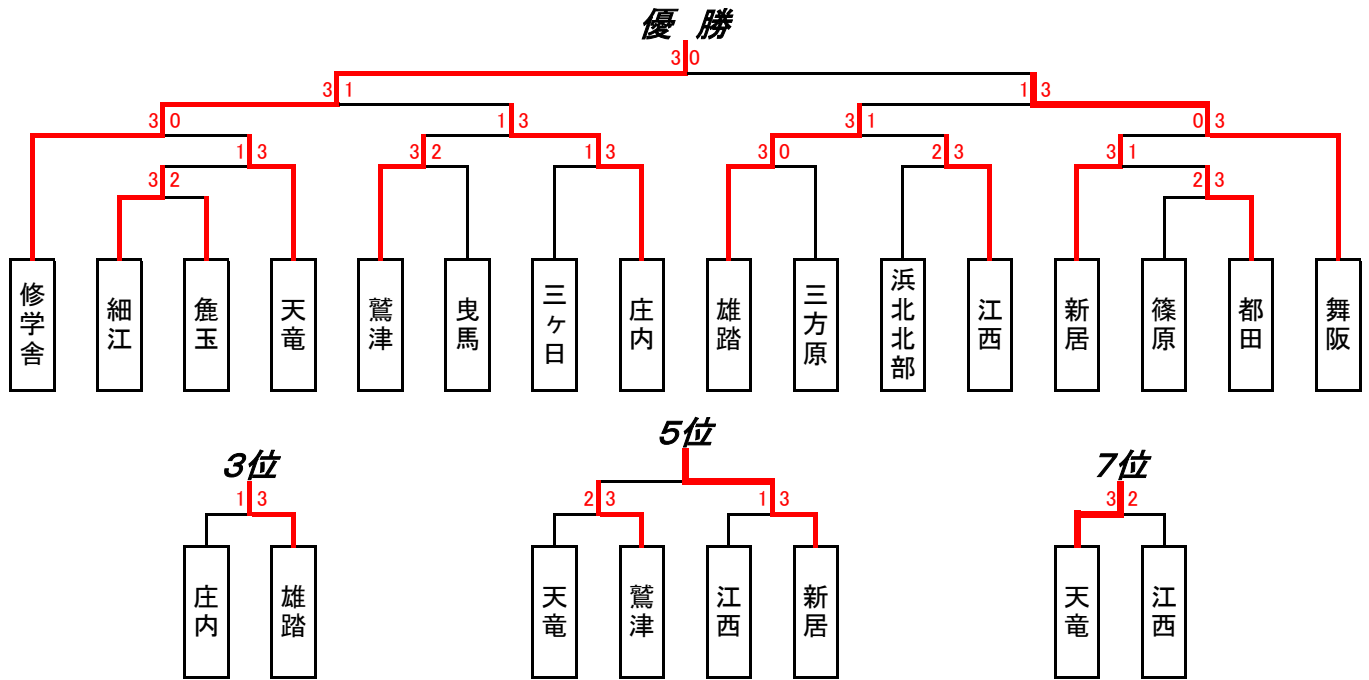 優 勝
3 0
3 1 1 3
3 0 1 3 3 1 0 3
1 3 3 2 1 3 3 0 2 3 3 1
3 2 2 3
修学舎
細江
麁玉
天竜
鷲津
曳馬
三ヶ日
庄内
雄踏
三方原
浜北北部
江西
新居
篠原
都田
舞阪
3位
1 3
庄内
雄踏
5位
2 3 1 3
天竜
鷲津
江西
新居
7位
3 2
天竜
江西